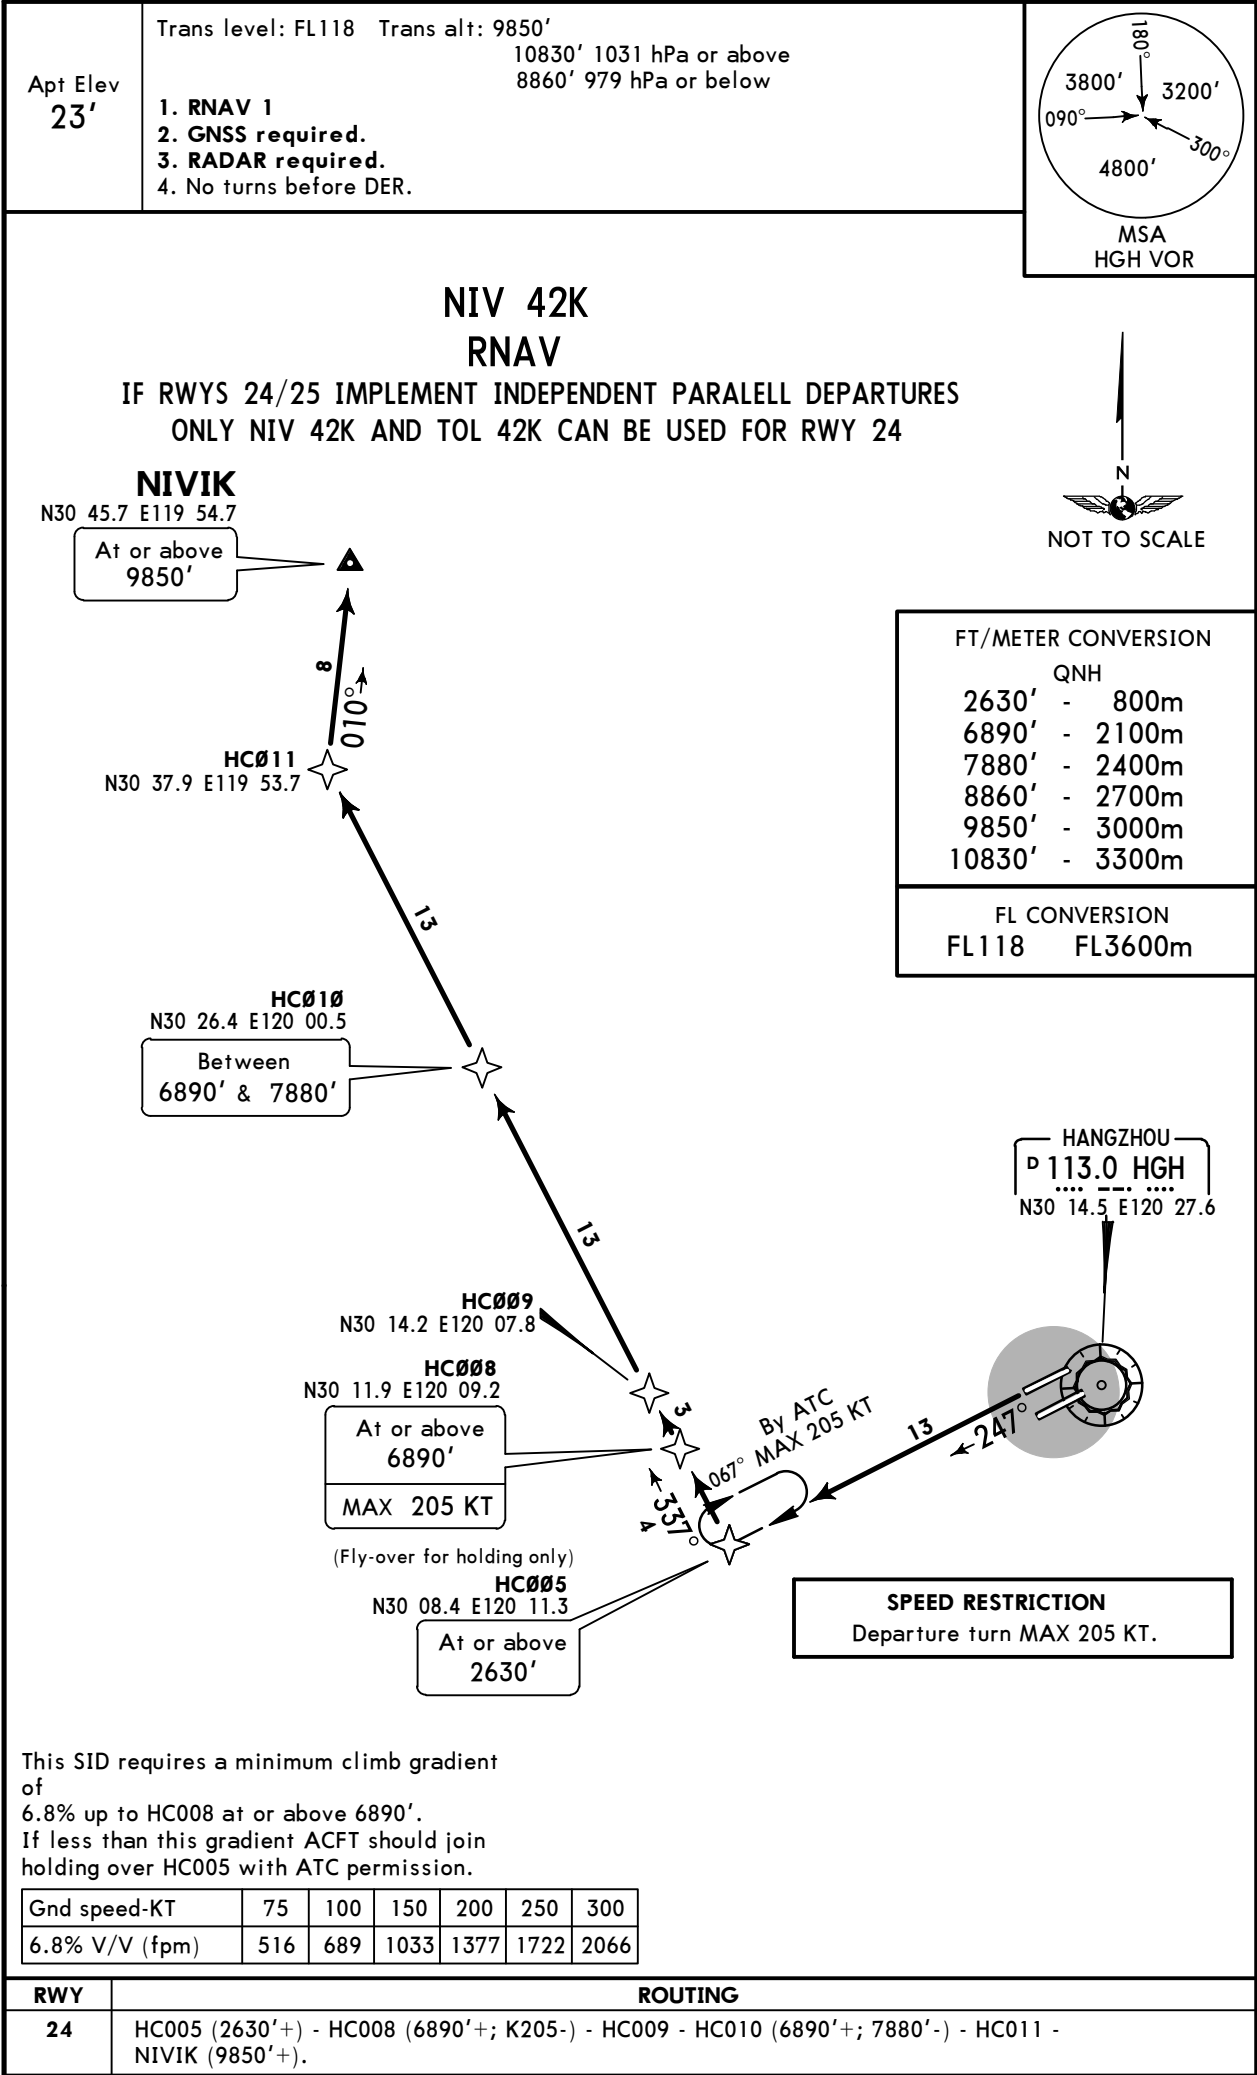 Apt Elev
23'
Trans level: FL118 Trans alt: 9850'
10830' 1031 hPa or above
8860' 979 hPa or below
1. RNAV 1
2. GNSS required.
3. RADAR required.
4. No turns before DER.
180°
3800'
3200'
090°
300°
4800'
MSA
HGH VOR
NIV 42K
RNAV
IF RWYS 24/25 IMPLEMENT INDEPENDENT PARALELL DEPARTURES
ONLY NIV 42K AND TOL 42K CAN BE USED FOR RWY 24
N
NOT TO SCALE
NIVIK
N30 45.7 E119 54.7
At or above
9850'
8
010°
HCØ11
N30 37.9 E119 53.7
FT/METER CONVERSION
QNH
2630' - 800m
6890' - 2100m
7880' - 2400m
8860' - 2700m
9850' - 3000m
10830' - 3300m
FL CONVERSION
FL118 FL3600m
13
HCØ1Ø
N30 26.4 E120 00.5
Between
6890' & 7880'
13
HANGZHOU
D 113.0 HGH
N30 14.5 E120 27.6
HCØØ9
N30 14.2 E120 07.8
HCØØ8
N30 11.9 E120 09.2
At or above
6890'
MAX 205 KT
3
By ATC
MAX 205 KT
067°
13
247°
337°
4
(Fly-over for holding only)
HCØØ5
N30 08.4 E120 11.3
At or above
2630'
SPEED RESTRICTION
Departure turn MAX 205 KT.
This SID requires a minimum climb gradient
of
6.8% up to HC008 at or above 6890'.
If less than this gradient ACFT should join
holding over HC005 with ATC permission.
Gnd speed-KT 75 100 150 200 250 300
6.8% V/V (fpm) 516 689 1033 1377 1722 2066
RWY ROUTING
24 HC005 (2630'+) - HC008 (6890'+; K205-) - HC009 - HC010 (6890'+; 7880'-) - HC011 -
NIVIK (9850'+).